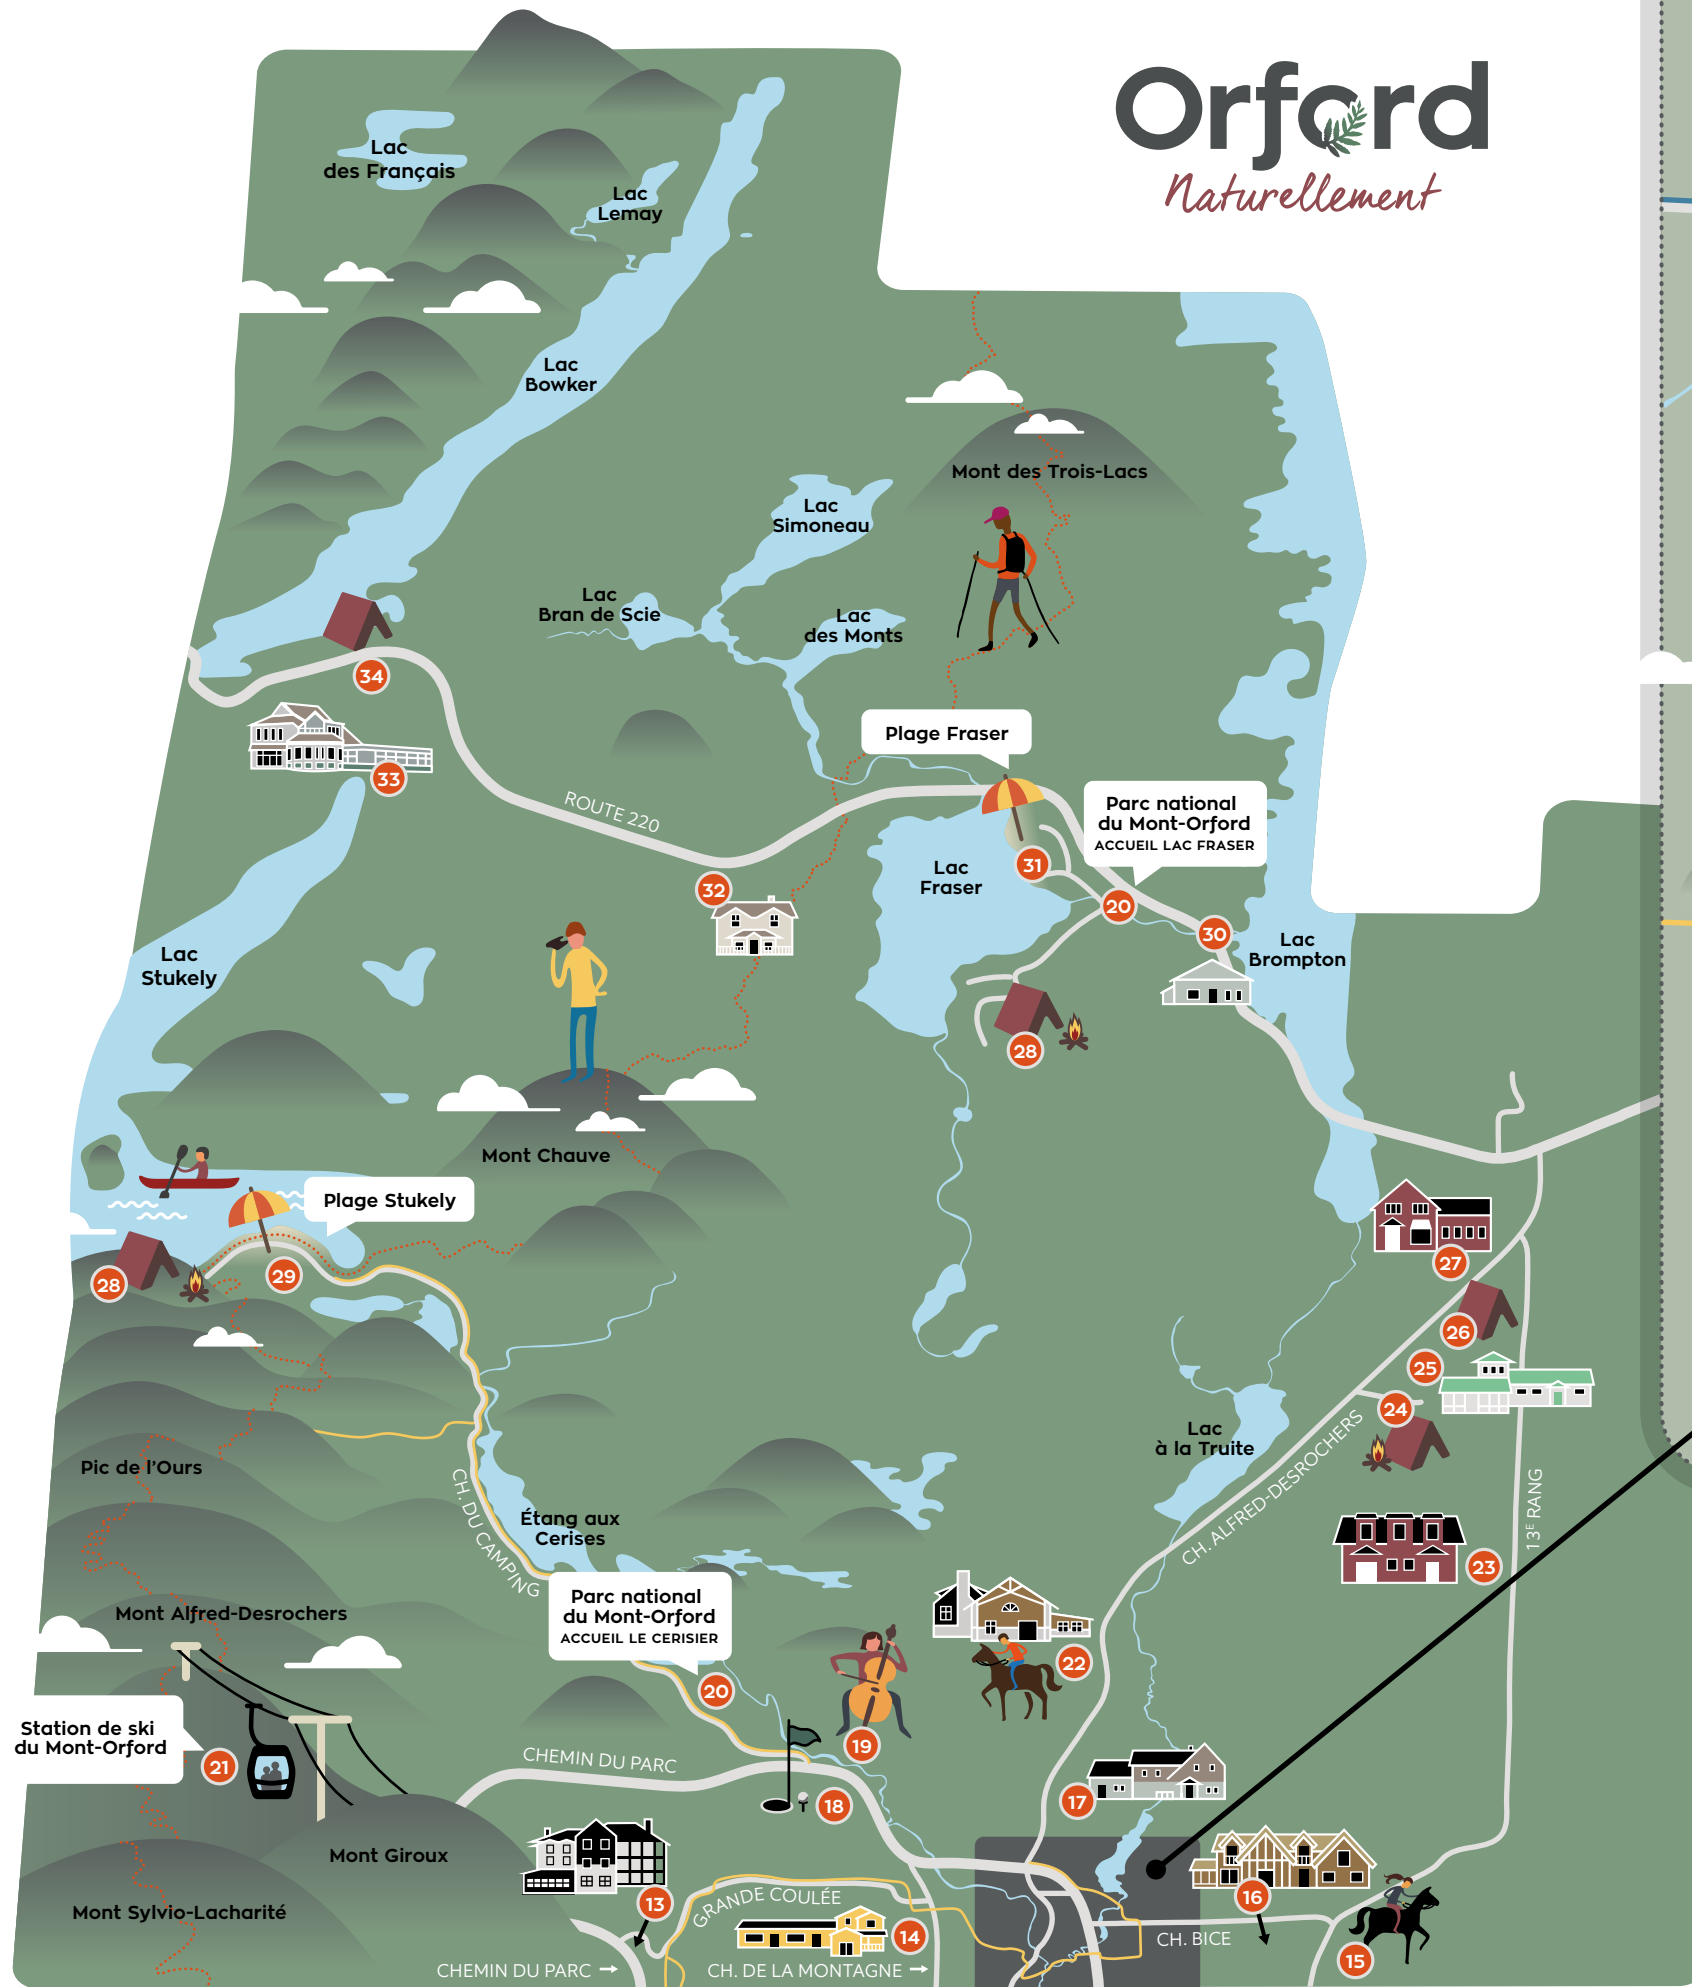 Orford
Naturellement
Lac
des Français
Lac
Lemay
Lac
Bowker
Mont des Trois-Lacs
Lac
Simoneau
Lac
Bran de Scie
Lac
des Monts
34
Plage Fraser
33
ROUTE 220
Parc national
du Mont-Orford
ACCUEIL LAC FRASER
Lac
Fraser
31
32
20
30
Lac
Brompton
Lac
Stukely
28
Mont Chauve
Plage Stukely
28
29
27
26
25
24
Lac
à la Truite
CH. ALFRED-DESROCHERS
13E RANG
Pic de l'Ours
CH. DU CAMPING
Étang aux
Cerises
23
Parc national
du Mont-Orford
ACCUEIL LE CERISIER
Mont Alfred-Desrochers
22
20
Station de ski
du Mont-Orford
21
19
CHEMIN DU PARC
18
17
Mont Giroux
13
GRANDE COULÉE
16
Mont Sylvio-Lacharité
14
CH. BICE
15
CHEMIN DU PARC →
CH. DE LA MONTAGNE →